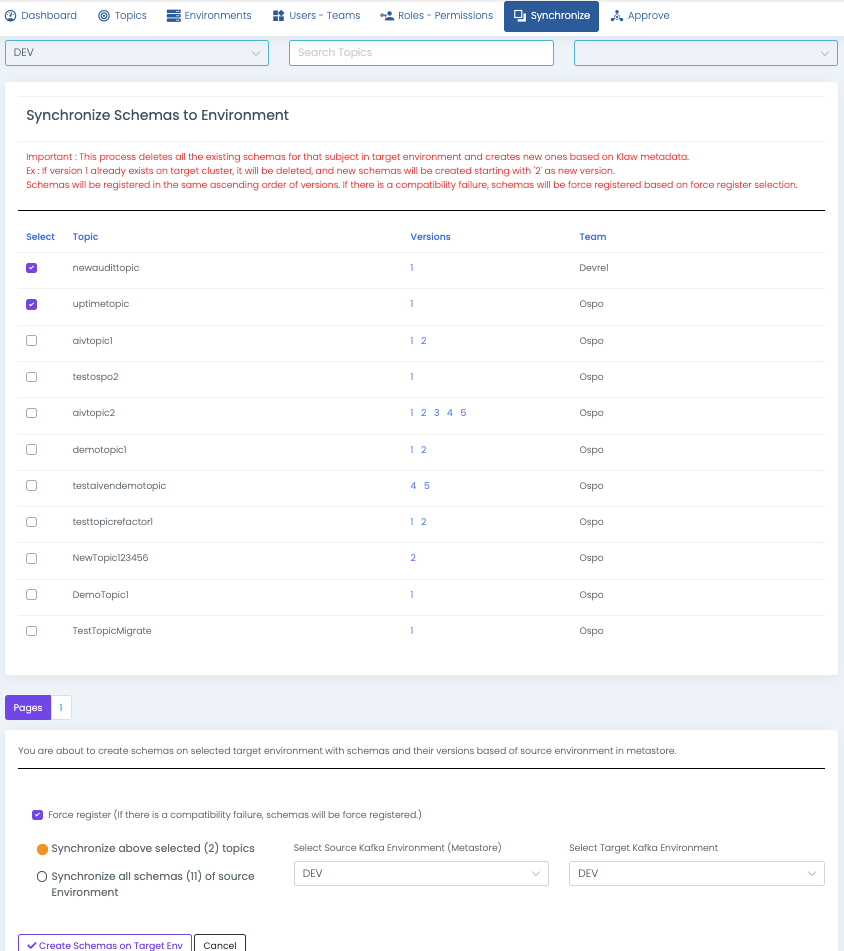 Dashboard Topics Environments Users - Teams Roles - Permissions Synchronize Approve
DEV Search Topics
Synchronize Schemas to Environment
Important : This process deletes all the existing schemas for that subject in target environment and creates new ones based on Klaw metadata.
Ex : If version 1 already exists on target cluster, it will be deleted, and new schemas will be created starting with '2' as new version.
Schemas will be registered in the same ascending order of versions. If there is a compatibility failure, schemas will be force registered based on force register selection.
Select Topic Versions Team
newaudittopic 1 Devrel
uptimetopic 1 Ospo
aivtopic1 1 2 Ospo
testospo2 1 Ospo
aivtopic2 1 2 3 4 5 Ospo
demotopic1 1 2 Ospo
testaivendemotopic 4 5 Ospo
testtopicrefactor1 1 2 Ospo
NewTopic123456 2 Ospo
DemoTopic1 1 Ospo
TestTopicMigrate 1 Ospo
Pages 1
You are about to create schemas on selected target environment with schemas and their versions based of source environment in metastore.
Force register (If there is a compatibility failure, schemas will be force registered.)
Synchronize above selected (2) topics
Synchronize all schemas (11) of source
Environment
Select Source Kafka Environment (Metastore)
DEV
Select Target Kafka Environment
DEV
Create Schemas on Target Env Cancel